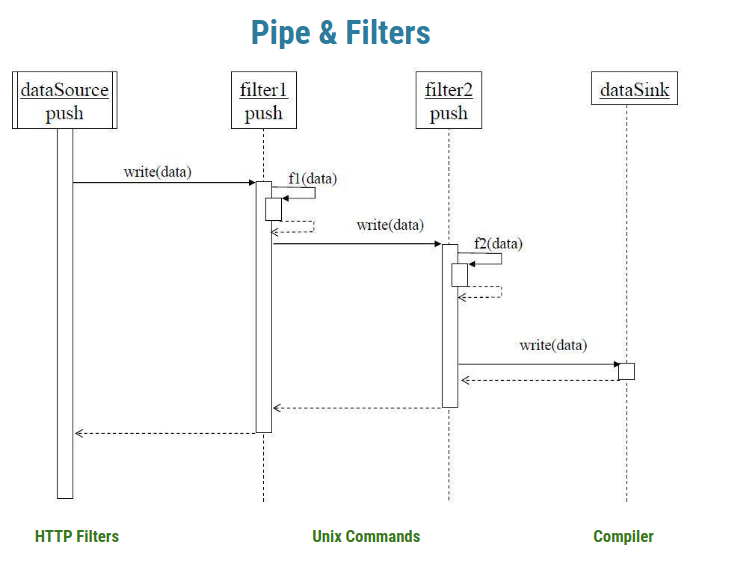 Pipe & Filters
dataSource
push
filter1
push
filter2
push
dataSink
write(data)
f1(data)
write(data)
f2(data)
write(data)
HTTP Filters
Unix Commands
Compiler